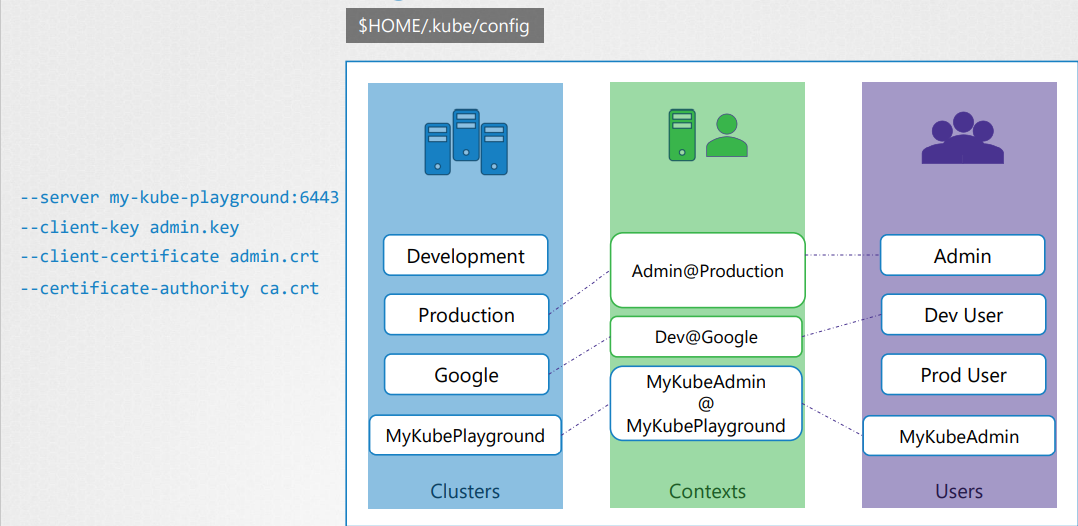 $HOME/.kube/config
--server my-kube-playground:6443
--client-key admin.key
--client-certificate admin.crt
--certificate-authority ca.crt
Development
Production
Google
MyKubePlayground
Clusters
Admin@Production
Dev@Google
MyKubeAdmin
@
MyKubePlayground
Contexts
Admin
Dev User
Prod User
MyKubeAdmin
Users